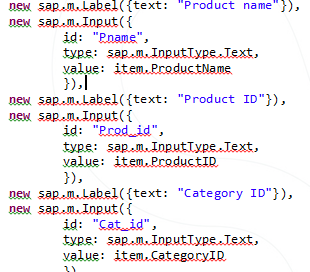 new sap.m.Label({text: "Product name"}),
new sap.m.Input({
id: "Pname",
type: sap.m.InputType.Text,
value: item.ProductName
}),
new sap.m.Label({text: "Product ID"}),
new sap.m.Input({
id: "Prod_id",
type: sap.m.InputType.Text,
value: item.ProductID
}),
new sap.m.Label({text: "Category ID"}),
new sap.m.Input({
id: "Cat_id",
type: sap.m.InputType.Text,
value: item.CategoryID
})